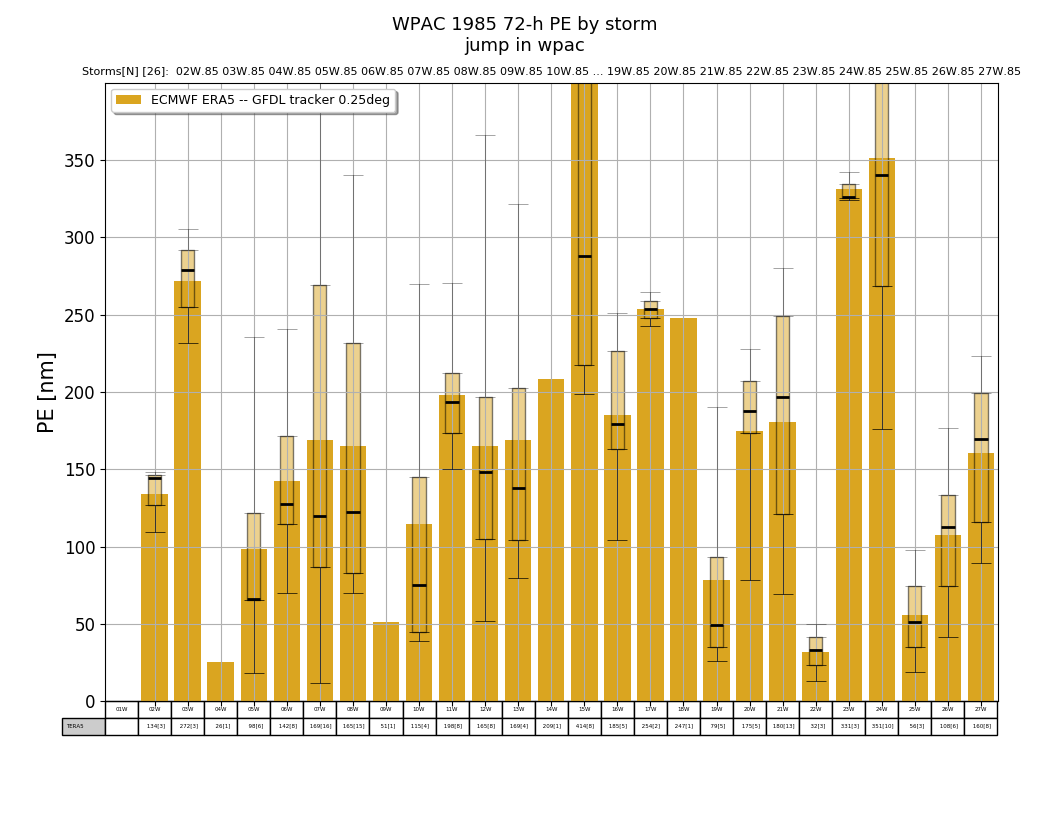 WPAC 1985 72-h PE by storm
jump in wpac
Storms[N] [26]: 02W.85 03W.85 04W.85 05W.85 06W.85 07W.85 08W.85 09W.85 10W.85 ... 19W.85 20W.85 21W.85 22W.85 23W.85 24W.85 25W.85 26W.85 27W.85
ECMWF ERA5 -- GFDL tracker 0.25deg
350
300
250
200
150
100
50
0
PE [nm]
01W 02W 03W 04W 05W 06W 07W 08W 09W 10W 11W 12W 13W 14W 15W 16W 17W 18W 19W 20W 21W 22W 23W 24W 25W 26W 27W
TERA5 134[3] 272[3] 26[1] 98[6] 142[8] 169[16] 165[15] 51[1] 115[4] 198[8] 165[8] 169[4] 209[1] 414[8] 185[5] 254[2] 247[1] 79[5] 175[5] 180[13] 32[3] 331[3] 351[10] 56[3] 108[6] 160[8]